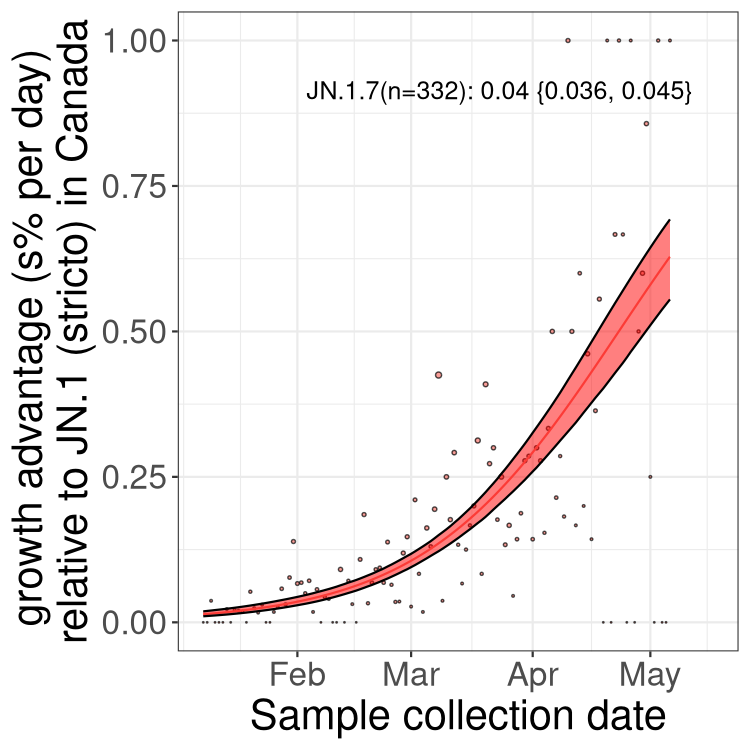 growth advantage (s% per day)
relative to JN.1 (stricto) in Canada
1.00
0.75
0.50
0.25
0.00
JN.1.7(n=332): 0.04 {0.036, 0.045}
Feb Mar Apr May
Sample collection date